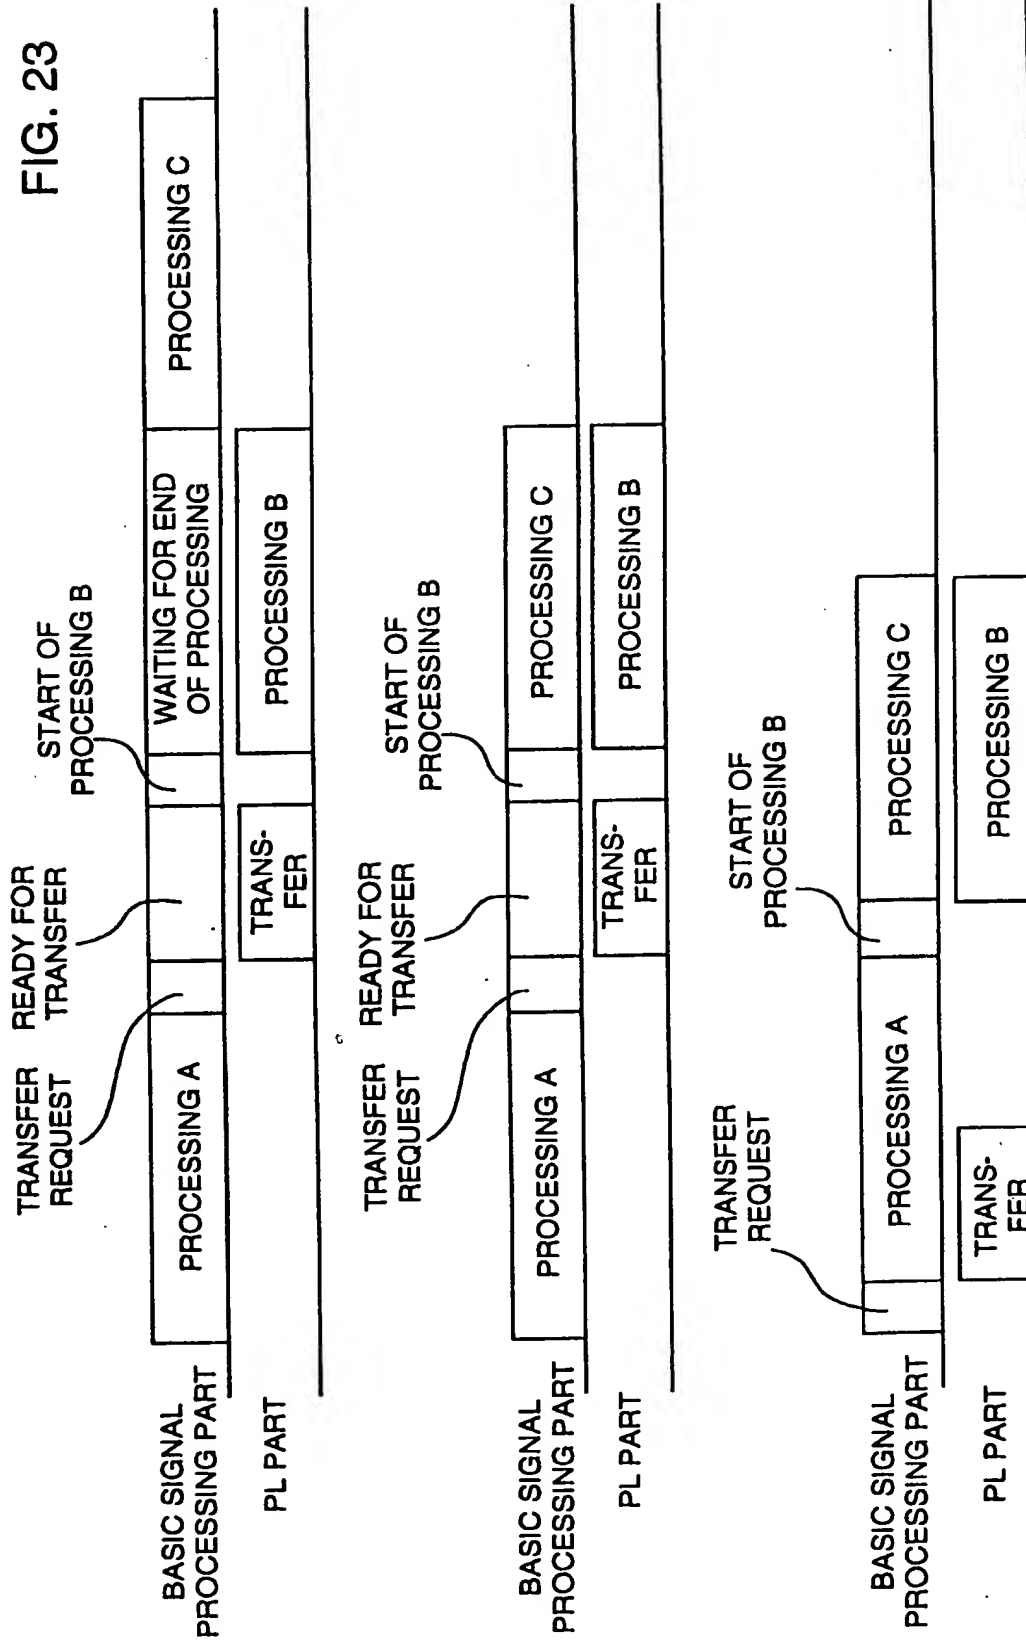 FIG. 23
TRANSFER
REQUEST
READY FOR
TRANSFER
START OF
PROCESSING B
BASIC SIGNAL
PROCESSING PART
PROCESSING A
WAITING FOR END
OF PROCESSING
PROCESSING C
PL PART
TRANS-
FER
PROCESSING B
TRANSFER
REQUEST
READY FOR
TRANSFER
START OF
PROCESSING B
BASIC SIGNAL
PROCESSING PART
PROCESSING A
PROCESSING C
PL PART
TRANS-
FER
PROCESSING B
TRANSFER
REQUEST
START OF
PROCESSING B
BASIC SIGNAL
PROCESSING PART
PROCESSING A
PROCESSING C
PL PART
TRANS-
FER
PROCESSING B